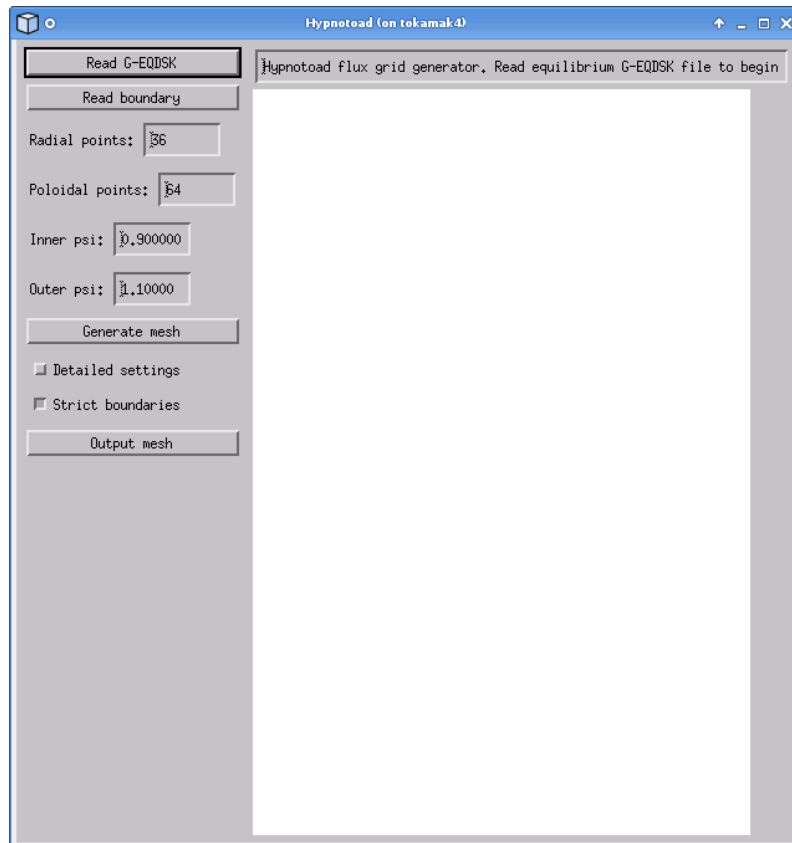 Hypnotoad (on tokamak4)
Read G-EQDSK
Hypnotoad flux grid generator. Read equilibrium G-EQDSK file to begin
Read boundary
Radial points: 36
Poloidal points: 64
Inner psi: 0.900000
Outer psi: 1.10000
Generate mesh
Detailed settings
Strict boundaries
Output mesh